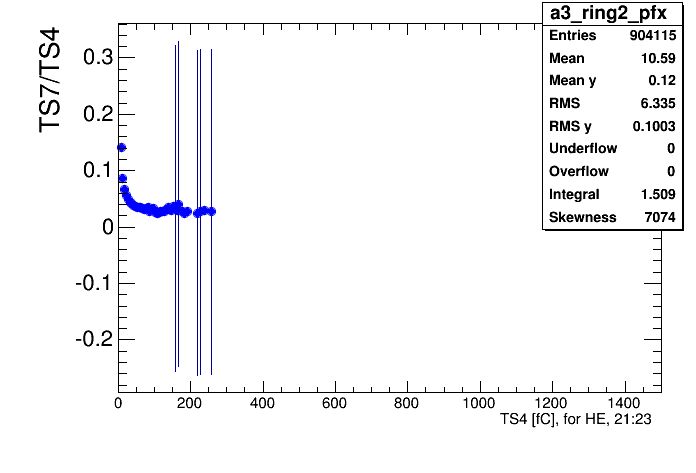 a3_ring2_pfx
Entries 904115
Mean 10.59
Mean y 0.12
RMS 6.335
RMS y 0.1003
Underflow 0
Overflow 0
Integral 1.509
Skewness 7074
TS7/TS4
0.3
0.2
0.1
0
-0.1
-0.2
0 200 400 600 800 1000 1200 1400
TS4 [fC], for HE, 21:23